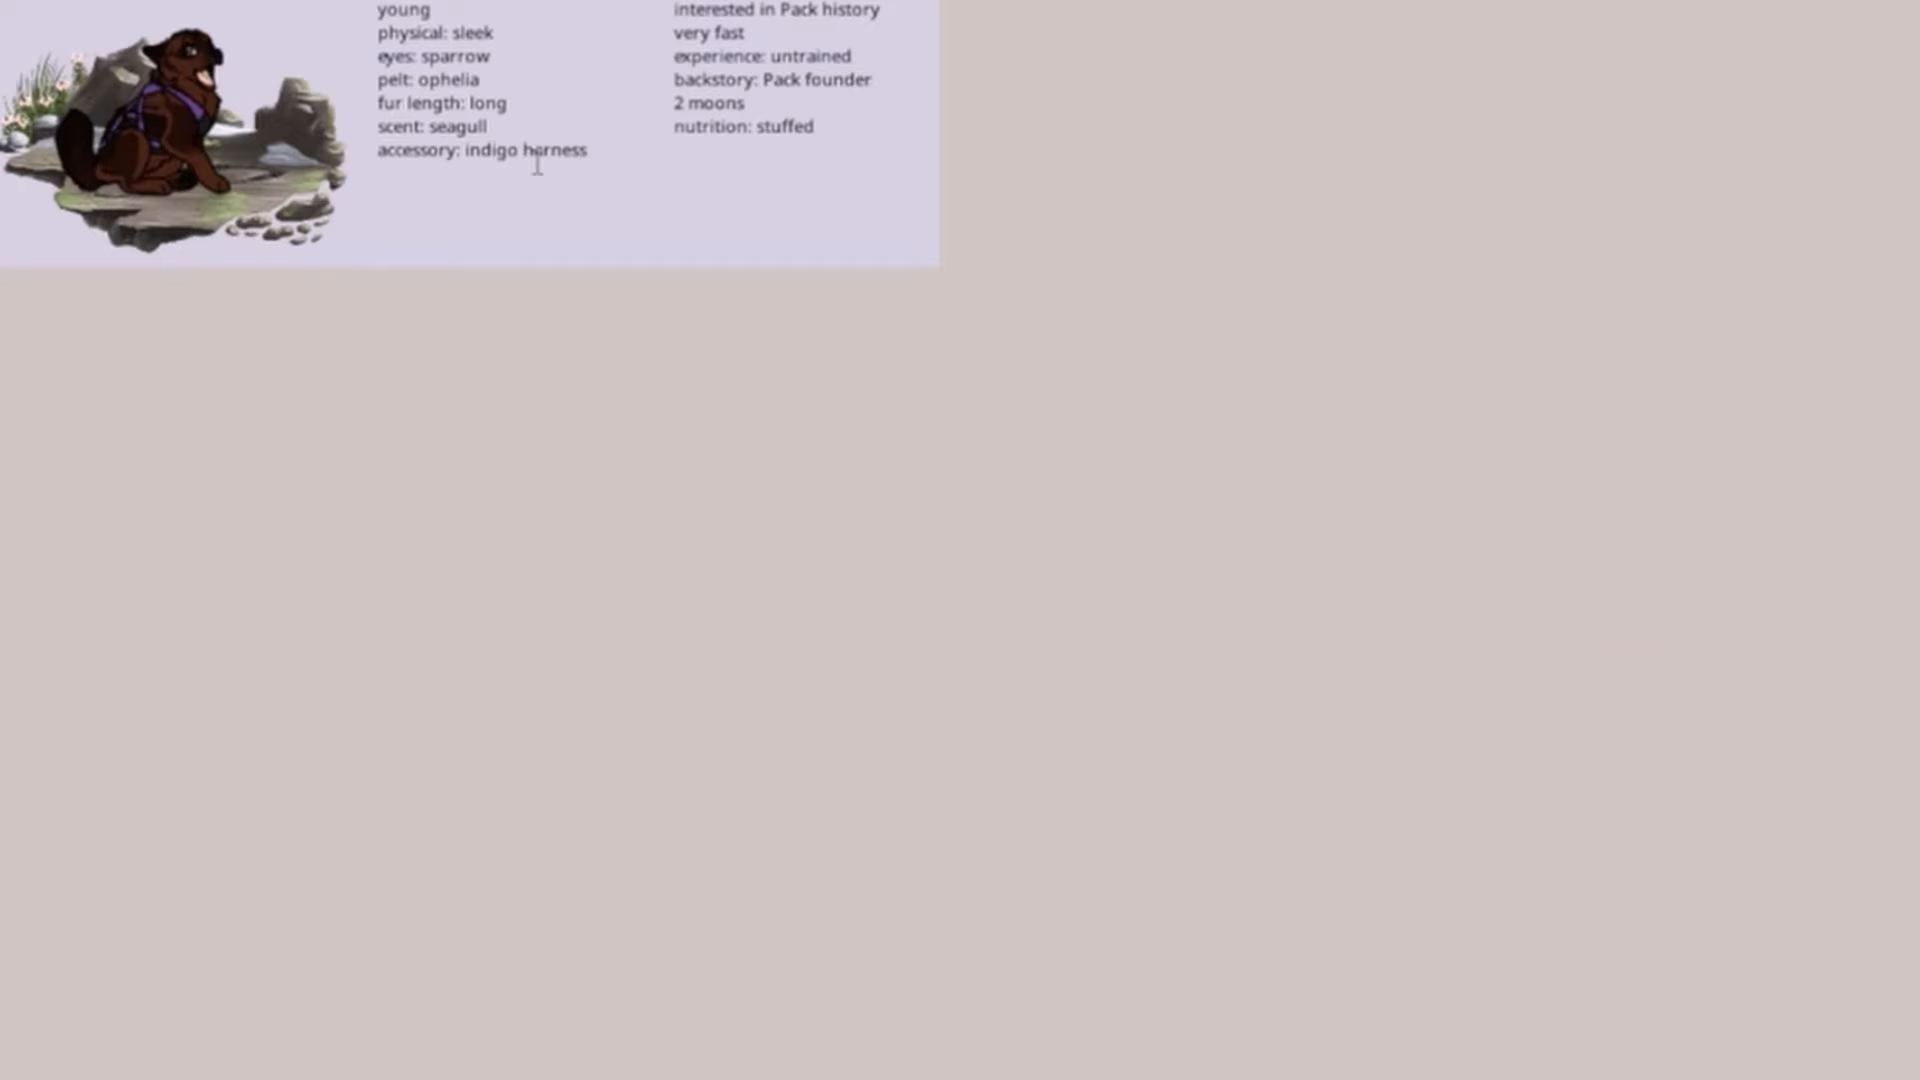 young
physical: sleek
eyes: sparrow
pelt: ophelia
fur length: long
scent: seagull
accessory: indigo harness
interested in Pack history
very fast
experience: untrained
backstory: Pack founder
2 moons
nutrition: stuffed